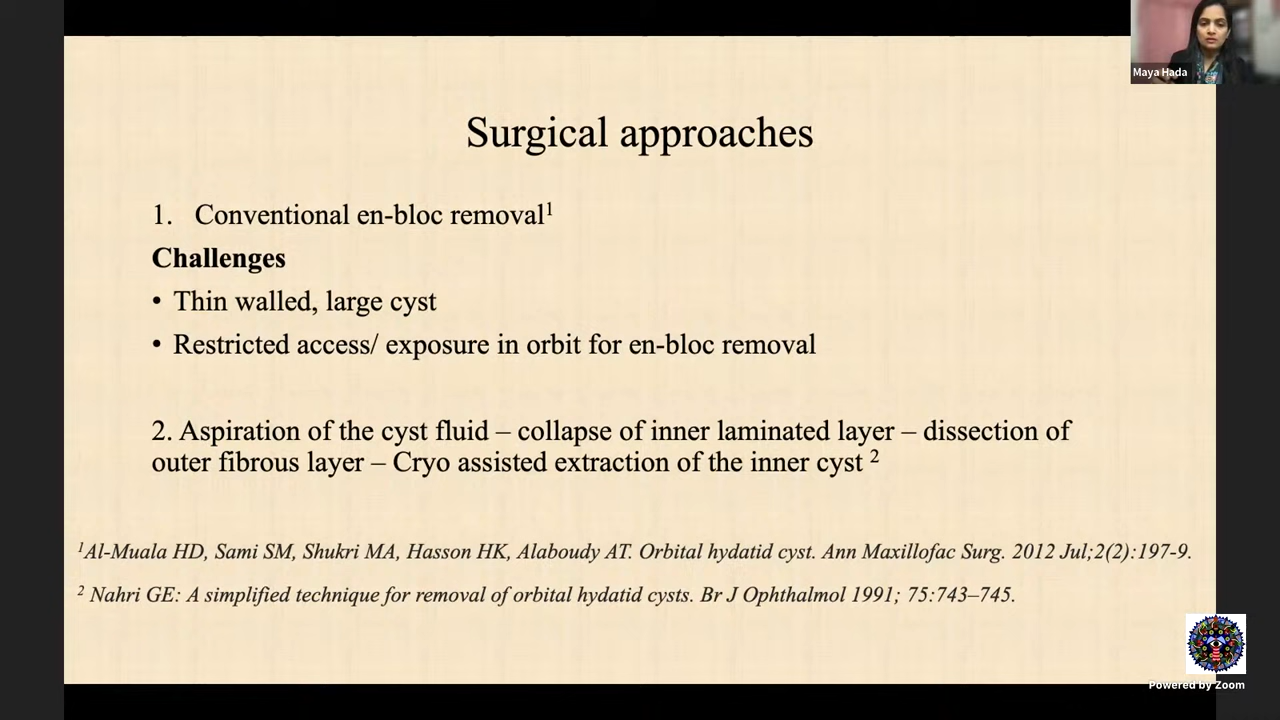 Maya Hada
Surgical approaches
1. Conventional en-bloc removal¹
Challenges
• Thin walled, large cyst
• Restricted access/ exposure in orbit for en-bloc removal
2. Aspiration of the cyst fluid – collapse of inner laminated layer – dissection of
outer fibrous layer – Cryo assisted extraction of the inner cyst ²
¹Al-Muala HD, Sami SM, Shukri MA, Hasson HK, Alaboudy AT. Orbital hydatid cyst. Ann Maxillofac Surg. 2012 Jul;2(2):197-9.
² Nahri GE: A simplified technique for removal of orbital hydatid cysts. Br J Ophthalmol 1991; 75:743–745.
Powered by Zoom